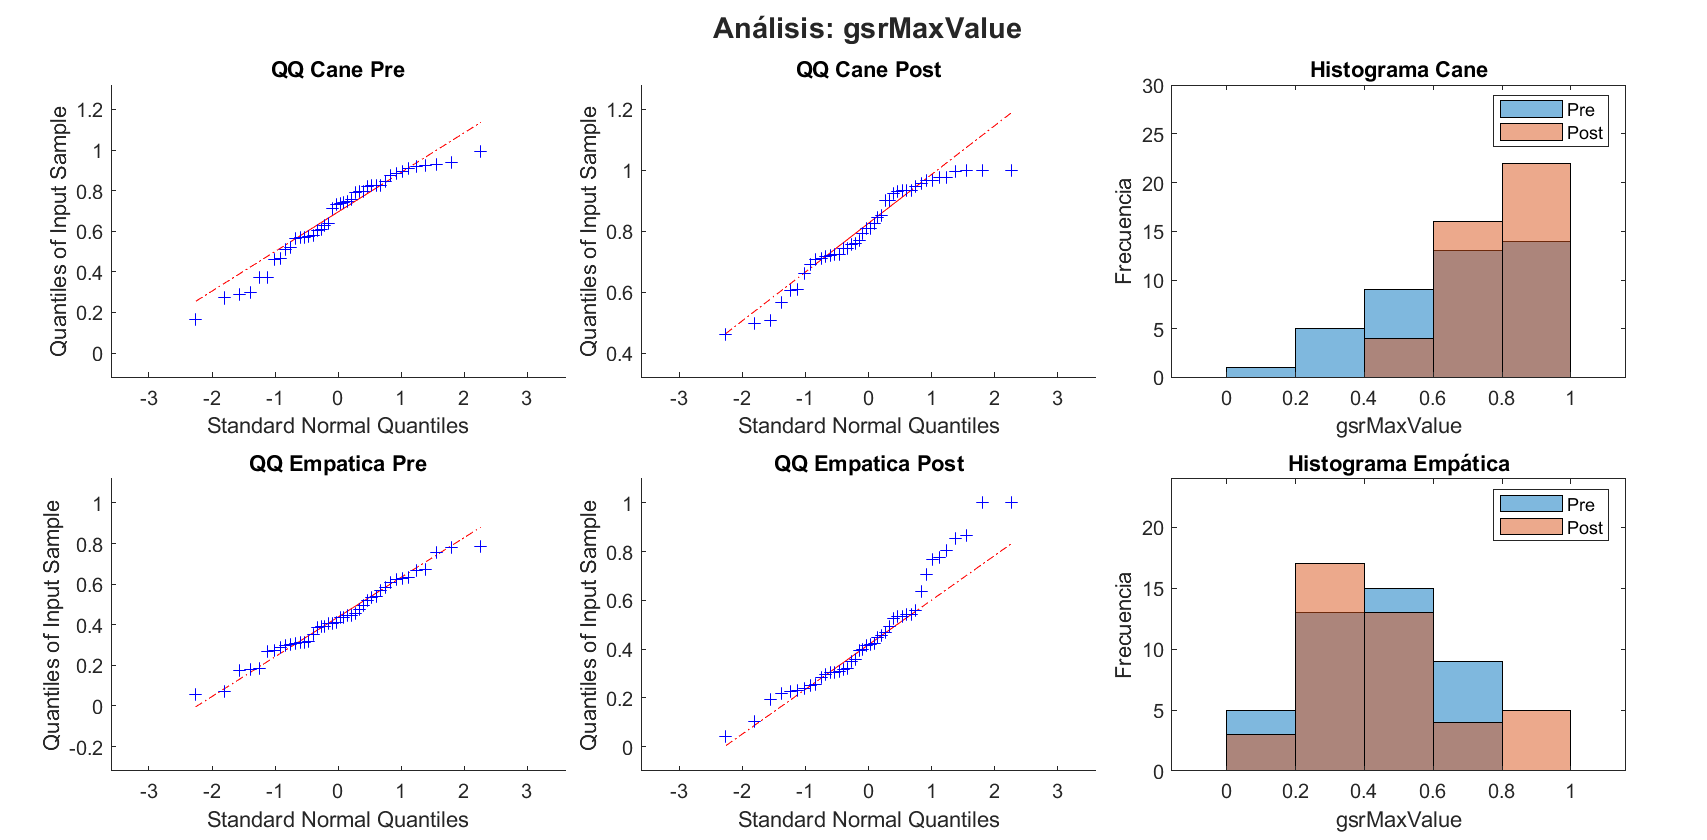 Análisis: gsrMaxValue
QQ Cane Pre
Quantiles of Input Sample
1.2
1
0.8
0.6
0.4
0.2
0
-3 -2 -1 0 1 2 3
Standard Normal Quantiles
QQ Cane Post
Quantiles of Input Sample
1.2
1
0.8
0.6
0.4
-3 -2 -1 0 1 2 3
Standard Normal Quantiles
Histograma Cane
Frecuencia
30
25
20
15
10
5
0
Pre
Post
0 0.2 0.4 0.6 0.8 1
gsrMaxValue
QQ Empatica Pre
Quantiles of Input Sample
1
0.8
0.6
0.4
0.2
0
-0.2
-3 -2 -1 0 1 2 3
Standard Normal Quantiles
QQ Empatica Post
Quantiles of Input Sample
1
0.8
0.6
0.4
0.2
0
-3 -2 -1 0 1 2 3
Standard Normal Quantiles
Histograma Empática
Frecuencia
20
15
10
5
0
Pre
Post
0 0.2 0.4 0.6 0.8 1
gsrMaxValue